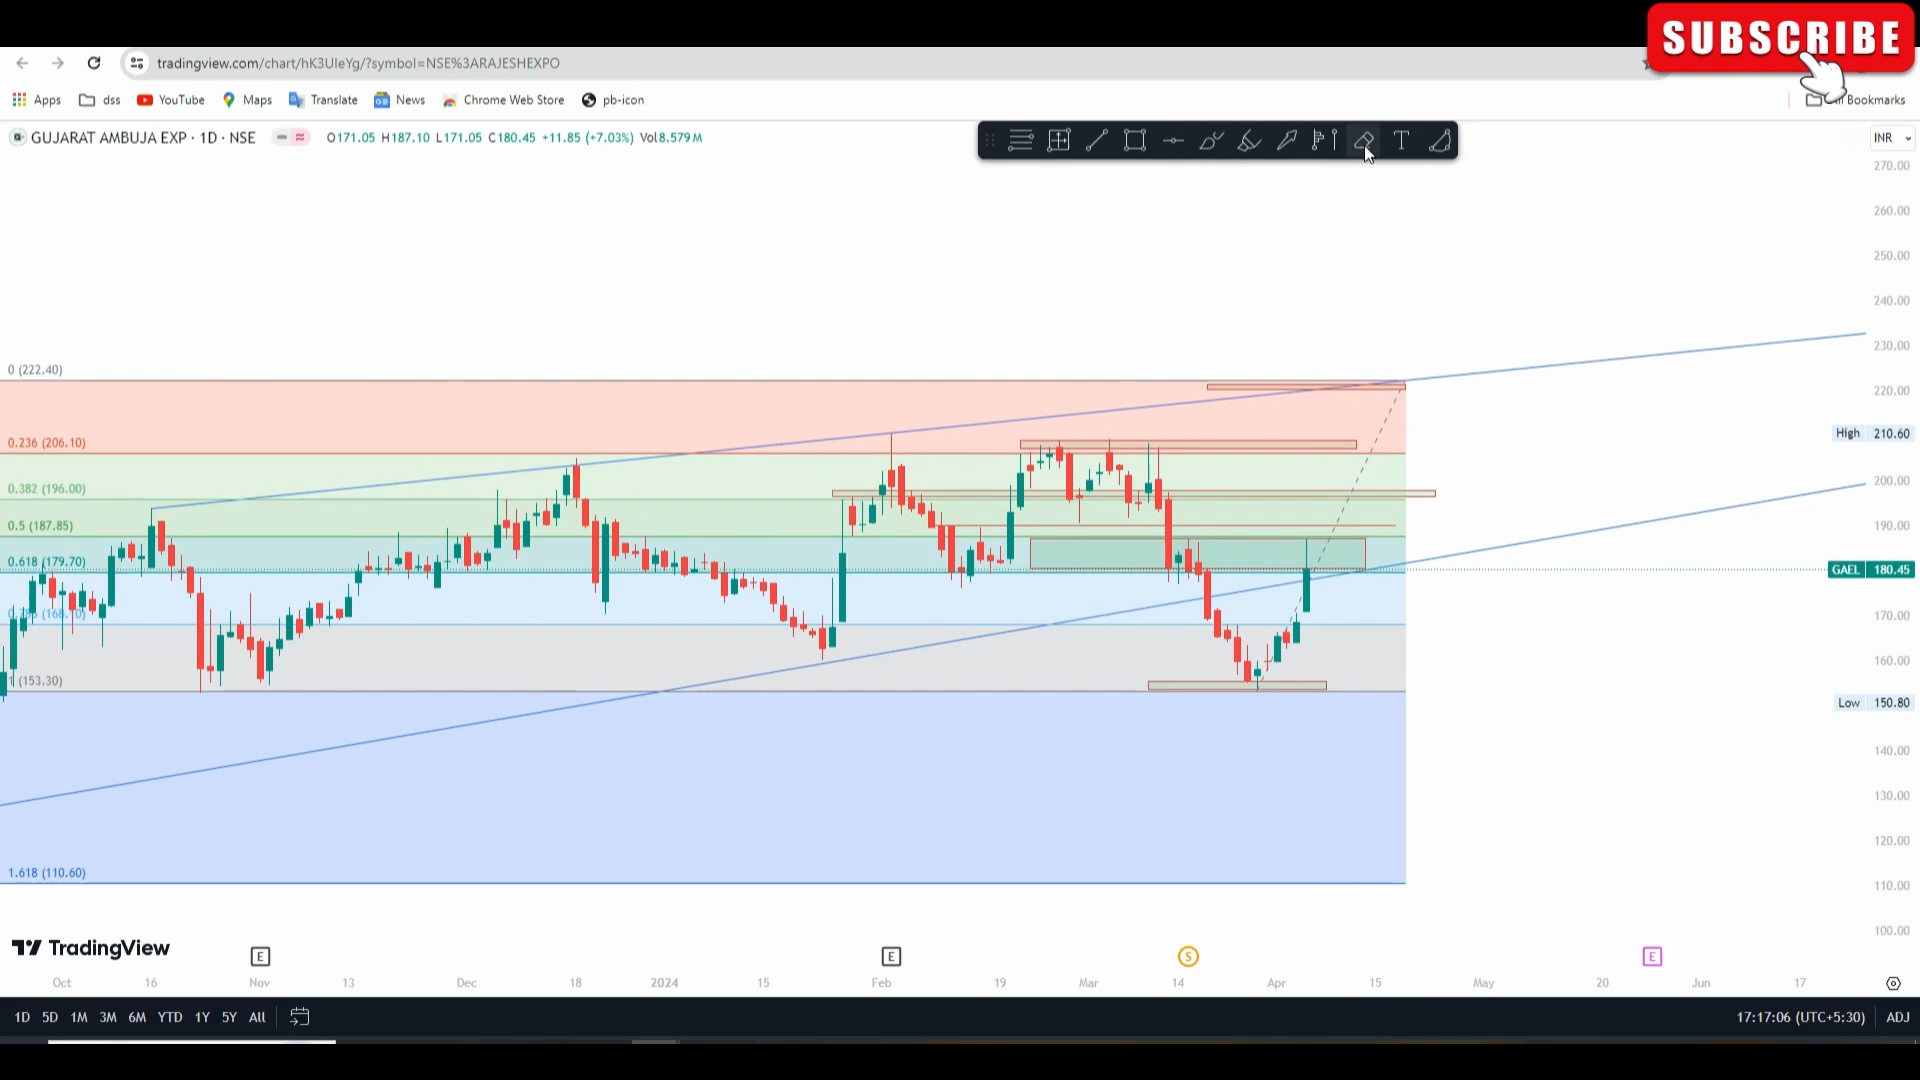 SUBSCRIBE
tradingview.com/chart/hK3UIeYg/?symbol=NSE%3ARAJESHEXPO
Apps dss YouTube Maps Translate News Chrome Web Store pb-icon Bookmarks
GUJARAT AMBUJA EXP · 1D · NSE O171.05 H187.10 L171.05 C180.45 +11.85 (+7.03%) Vol8.579M
INR
270.00
260.00
250.00
240.00
230.00
0 (222.40)
220.00
High 210.60
0.236 (206.10)
200.00
0.382 (196.00)
190.00
0.5 (187.85)
0.618 (179.70)
GAEL 180.45
170.00
160.00
1 (153.30)
Low 150.80
140.00
130.00
120.00
1.618 (110.60)
110.00
100.00
TradingView
E E S E
Oct 16 Nov 13 Dec 18 2024 15 Feb 19 Mar 14 Apr 15 May 20 Jun 17
1D 5D 1M 3M 6M YTD 1Y 5Y All 17:17:06 (UTC+5:30) ADJ